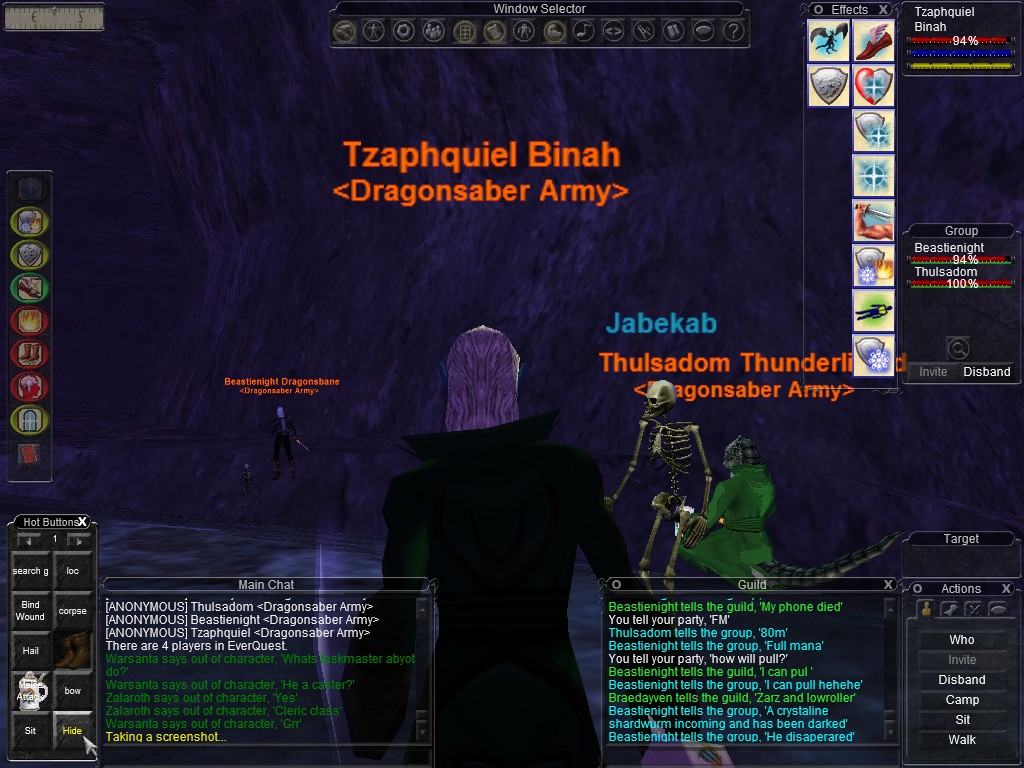 Window Selector
Effects
Tzaphquiel
Binah
94%
Tzaphquiel Binah
<Dragonsaber Army>
Group
Beastienight
94%
Thulsadom
100%
Invite
Disband
Jabekab
Thulsadom Thunderli
<Dragonsaber Army>
Beastienight Dragonsbane
<Dragonsaber Army>
Hot Buttons
1
search g
loc
Bind Wound
corpse
Hail
Melee Attack
bow
Sit
Hide
Main Chat
[ANONYMOUS] Thulsadom <Dragonsaber Army>
[ANONYMOUS] Beastienight <Dragonsaber Army>
[ANONYMOUS] Tzaphquiel <Dragonsaber Army>
There are 4 players in EverQuest.
Warsanta says out of character, 'Whats taskmaster abyot
do?'
Warsanta says out of character, 'He a caster?'
Zalaroth says out of character, 'Yes'
Zalaroth says out of character, 'Cleric class'
Warsanta says out of character, 'Grr'
Taking a screenshot...
Guild
Beastienight tells the guild, 'My phone died'
You tell your party, 'FM'
Thulsadom tells the group, '80m'
Beastienight tells the group, 'Full mana'
You tell your party, 'how will pull?'
Beastienight tells the guild, 'I can pul '
Beastienight tells the group, 'I can pull hehehe'
Braedayven tells the guild, 'Zarz and lowroller'
Beastienight tells the group, 'A crystaline
shardwurm incoming and has been darked'
Beastienight tells the group, 'He disaperared'
Target
Actions
Who
Invite
Disband
Camp
Sit
Walk